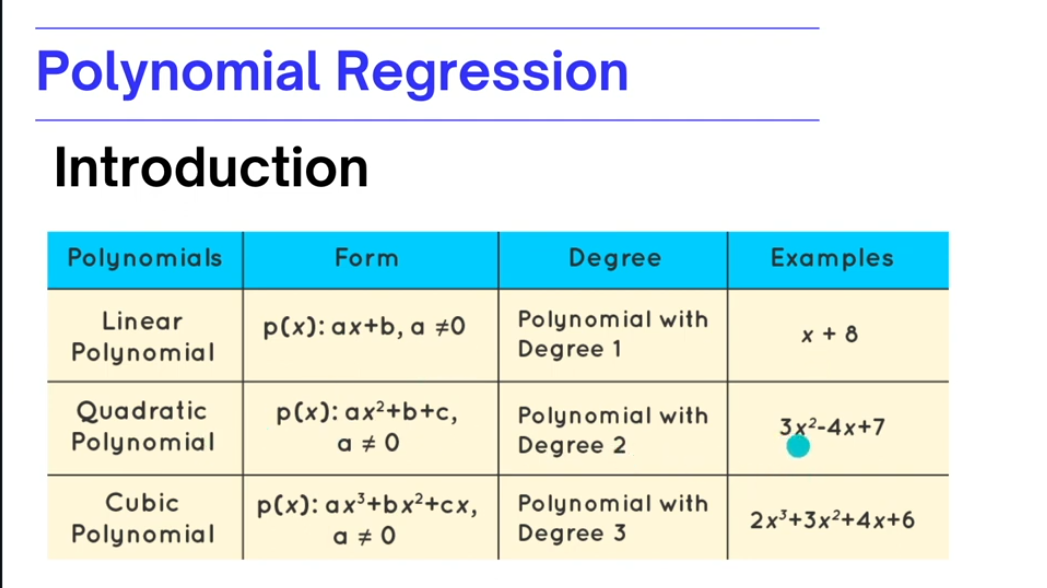 Polynomial Regression
Introduction
Polynomials Form Degree Examples
Linear
Polynomial
p(x): ax+b, a ≠0
Polynomial with
Degree 1
x + 8
Quadratic
Polynomial
p(x): ax²+b+c,
a ≠ 0
Polynomial with
Degree 2
3x²-4x+7
Cubic
Polynomial
p(x): ax³+bx²+cx,
a ≠ 0
Polynomial with
Degree 3
2x³+3x²+4x+6